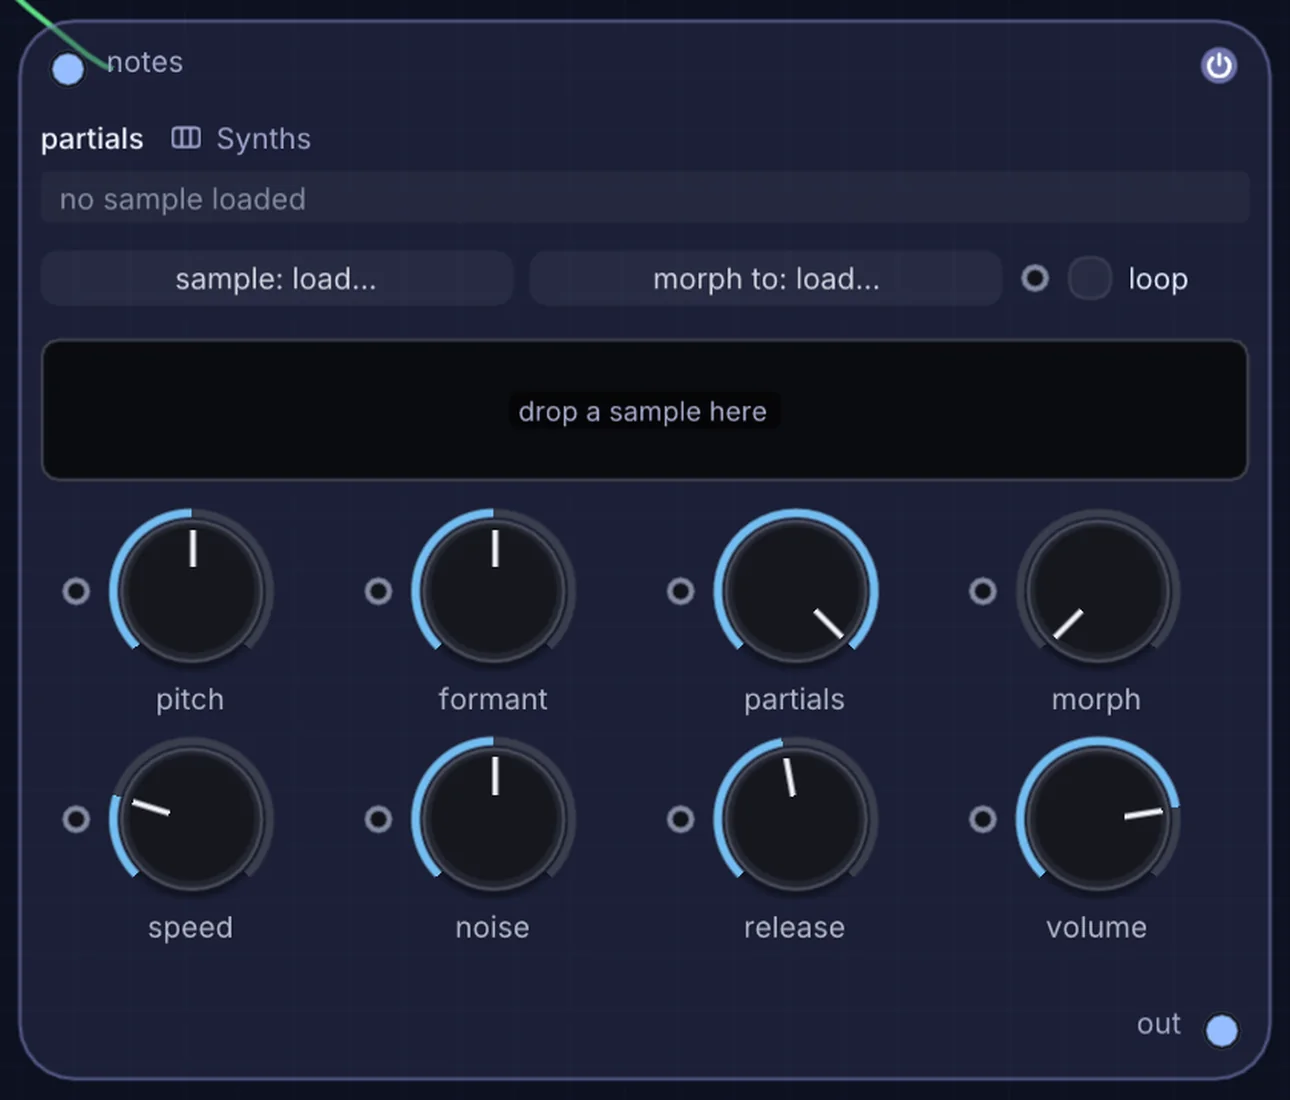 notes
partials Synths
no sample loaded
sample: load...
morph to: load...
loop
drop a sample here
pitch
formant
partials
morph
speed
noise
release
volume
out